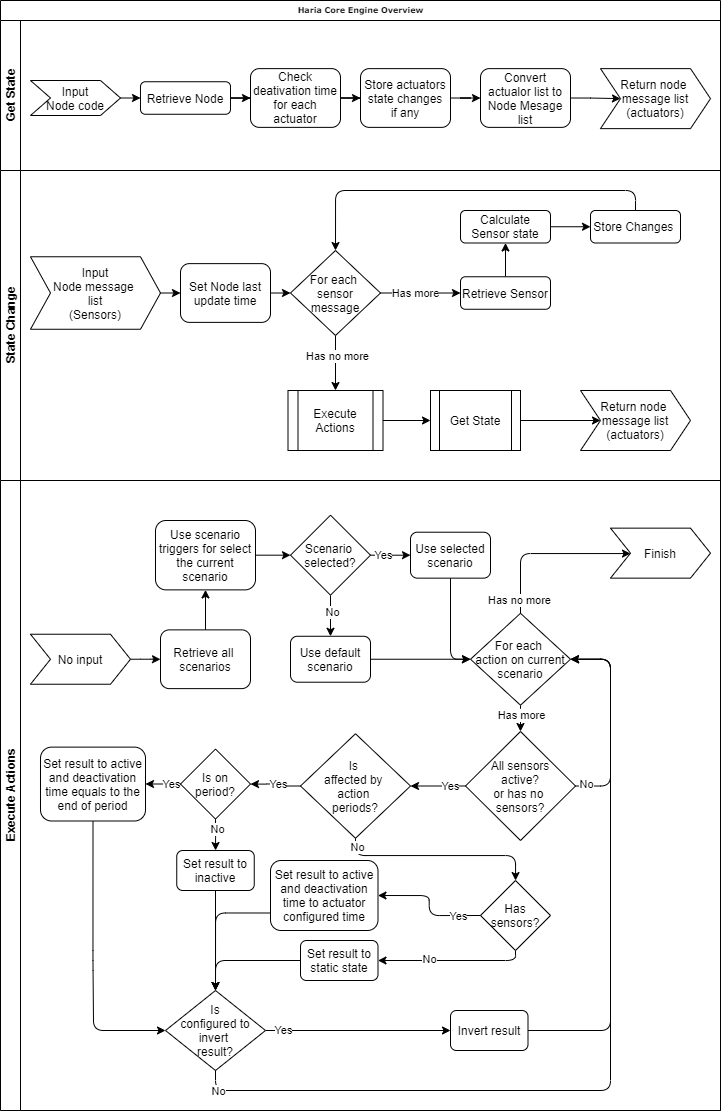 Haria Core Engine Overview
Get State
Input
Node code
Retrieve Node
Check
deativation time
for each
actuator
Store actuators
state changes
if any
Convert
actualor list to
Node Mesage
list
Return node
message list
(actuators)
State Change
Input
Node message
list
(Sensors)
Set Node last
update time
For each
sensor
message
Has more
Retrieve Sensor
Calculate
Sensor state
Store Changes
Has no more
Execute
Actions
Get State
Return node
message list
(actuators)
Execute Actions
No input
Retrieve all
scenarios
Use scenario
triggers for select
the current
scenario
Scenario
selected?
Yes
Use selected
scenario
No
Use default
scenario
For each
action on current
scenario
Has no more
Finish
Has more
All sensors
active?
or has no
sensors?
No
Yes
Is
affected by
action
periods?
Yes
Is on
period?
Yes
Set result to active
and deactivation
time equals to the
end of period
No
Set result to
inactive
No
Has
sensors?
Yes
Set result to active
and deactivation
time to actuator
configured time
No
Set result to
static state
Is
configured to
invert
result?
Yes
Invert result
No